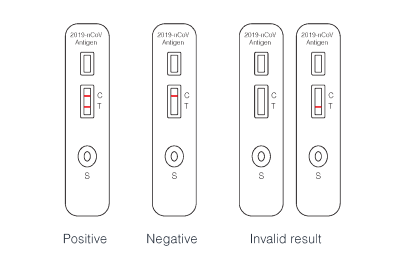 2019-nCoV
Antigen
C
T
S
2019-nCoV
Antigen
C
T
S
2019-nCoV
Antigen
C
T
S
2019-nCoV
Antigen
C
T
S
Positive
Negative
Invalid result